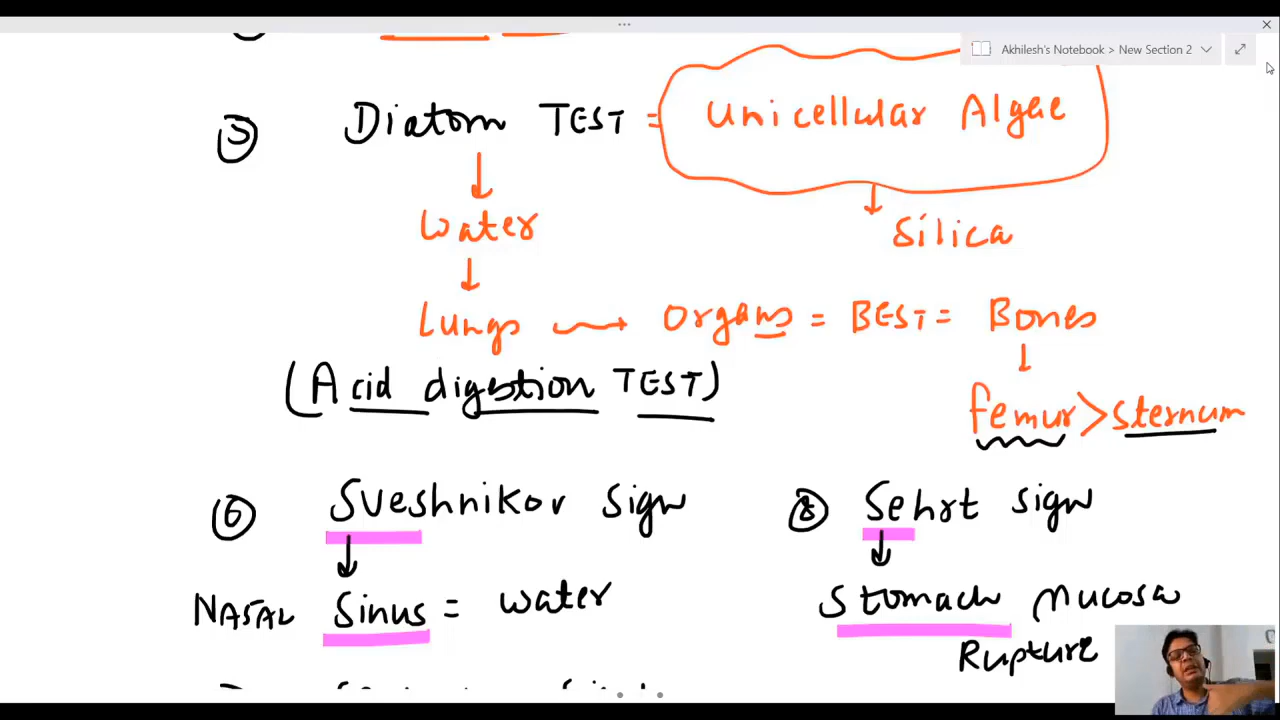 Akhilesh's Notebook > New Section 2
5 Diatom TEST = Unicellular Algae
Water
Silica
Lungs → Organs = BEST = Bones
(Acid digestion TEST)
femur > sternum
6 Sveshnikov Sign
8 Sehrt sign
NASAL Sinus = water
Stomach Mucosa
Rupture